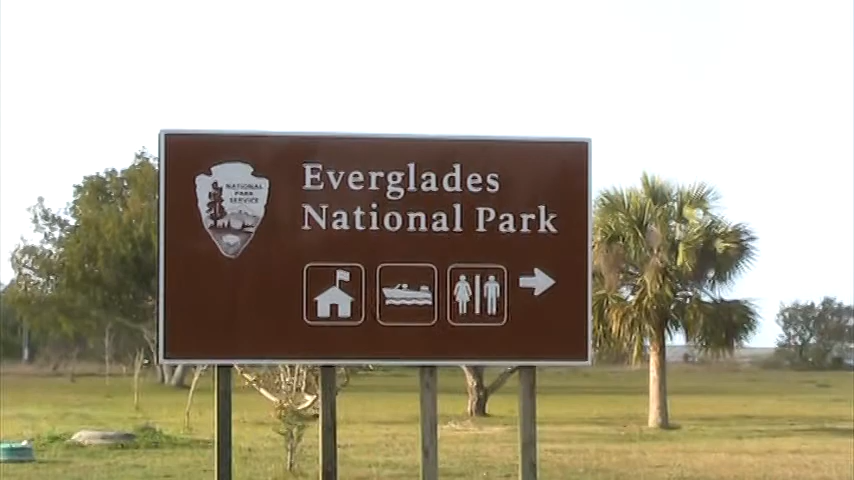 NATIONAL
PARK
SERVICE
Everglades
National Park